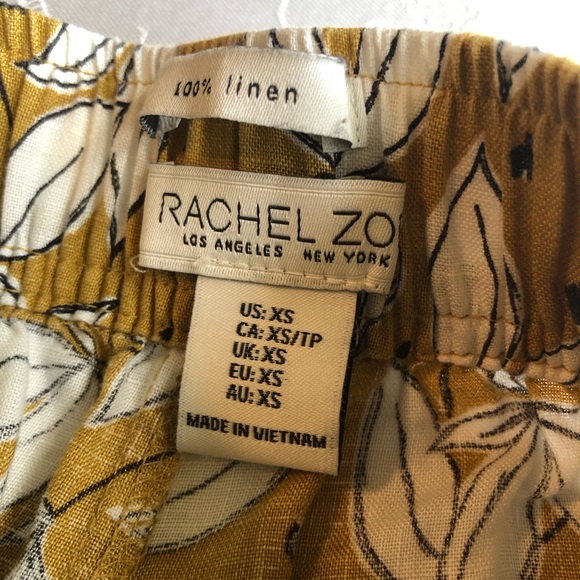 100% linen
RACHEL ZO
LOS ANGELES NEW YORK
US: XS
CA: XS/TP
UK: XS
EU: XS
AU: XS
MADE IN VIETNAM